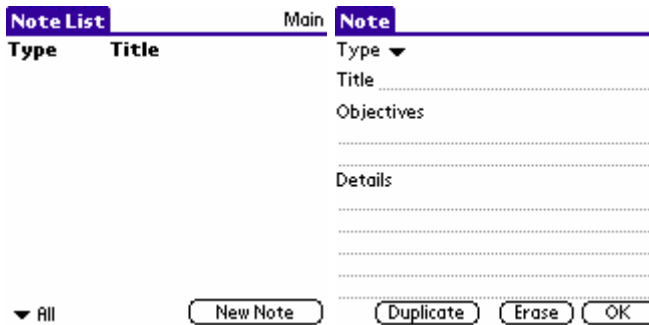 Note List Main
Type Title
All New Note
Note
Type
Title
Objectives
Details
Duplicate Erase OK